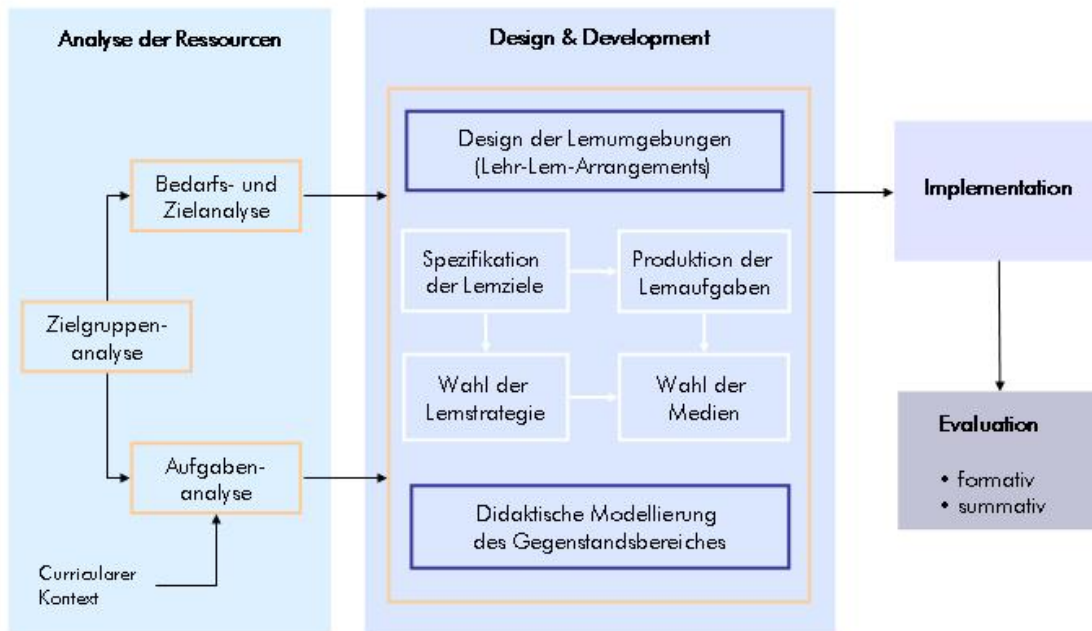 Analyse der Ressourcen
Bedarfs- und
Zielanalyse
Zielgruppen-
analyse
Aufgaben-
analyse
Curricularer
Kontext
Design & Development
Design der Lernumgebungen
(Lehr-Lern-Arrangements)
Spezifikation
der Lernziele
Produktion der
Lernaufgaben
Wahl der
Lernstrategie
Wahl der
Medien
Didaktische Modellierung
des Gegenstandsbereiches
Implementation
Evaluation
• formativ
• summativ